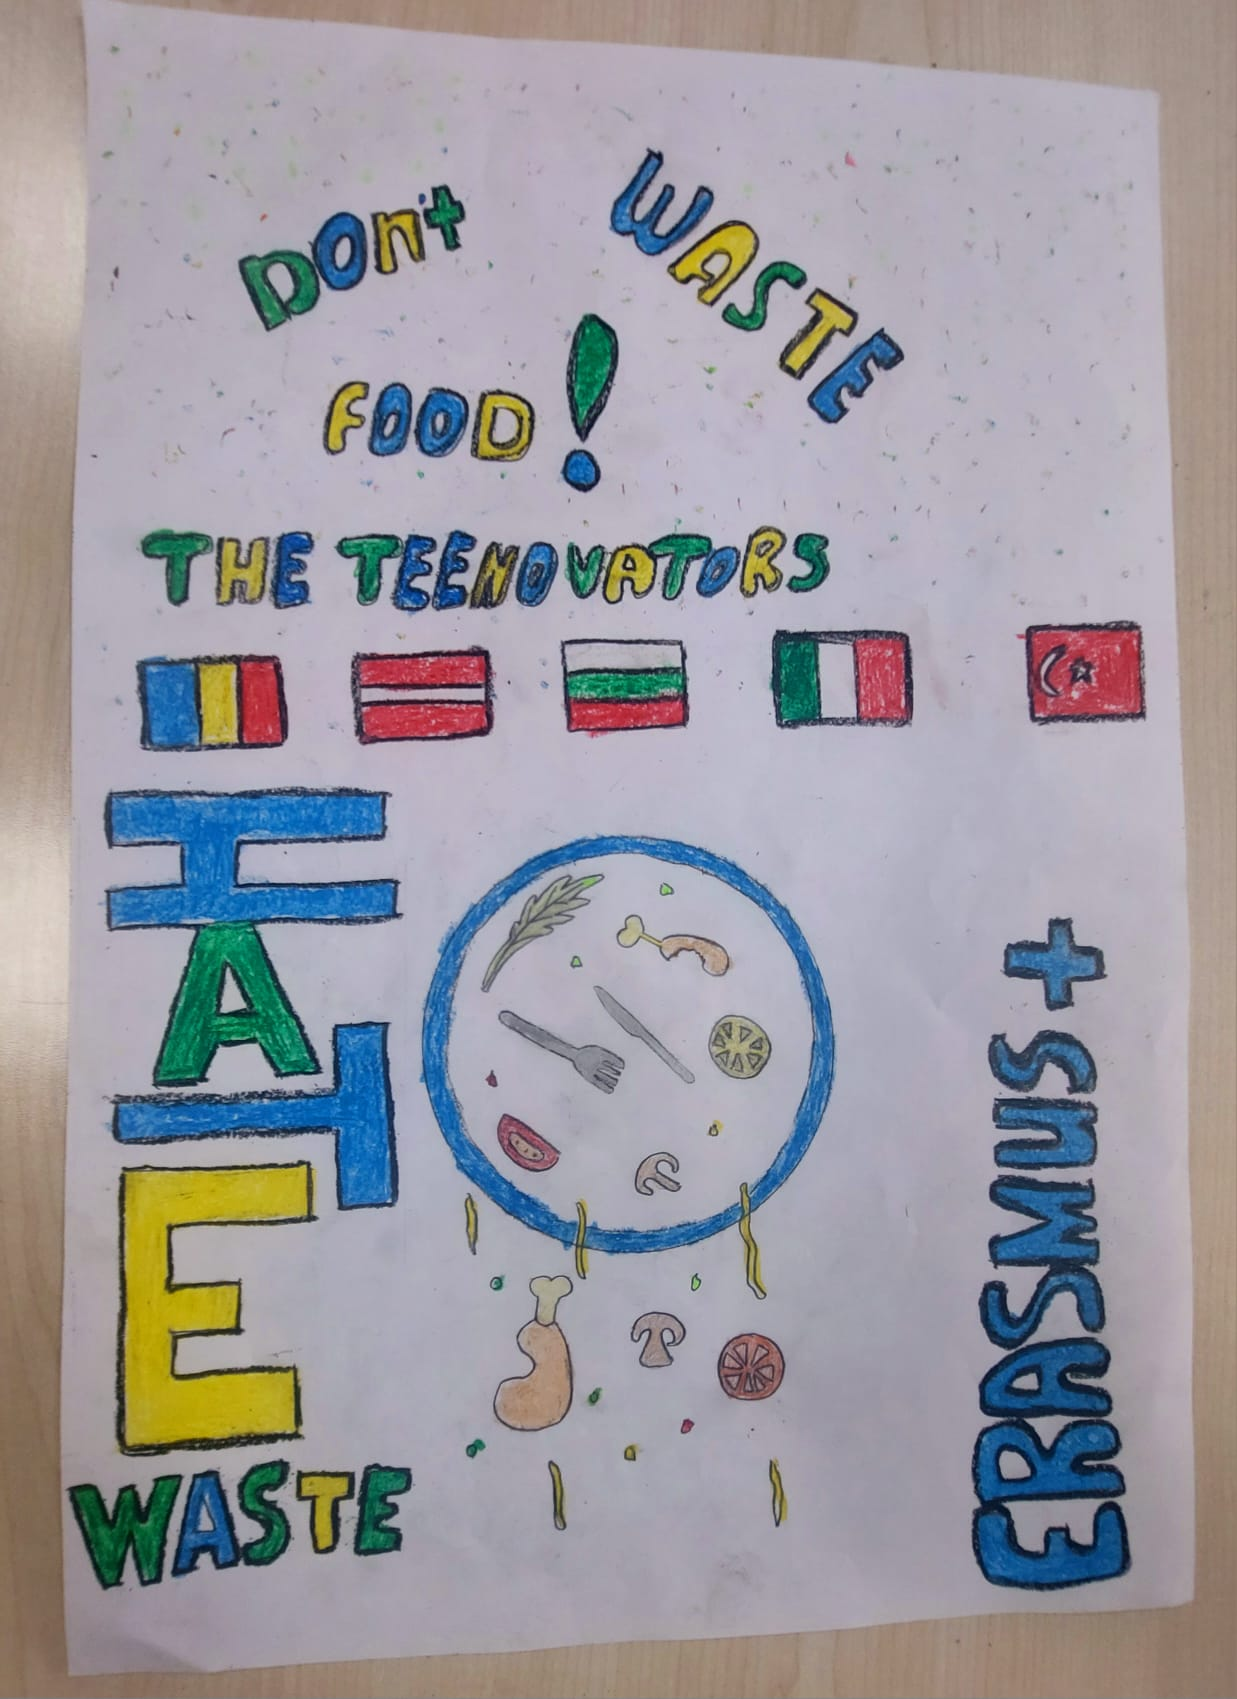 Don't WASTE
FOOD!
THE TEENOVATORS
HATE
WASTE
ERASMUS+